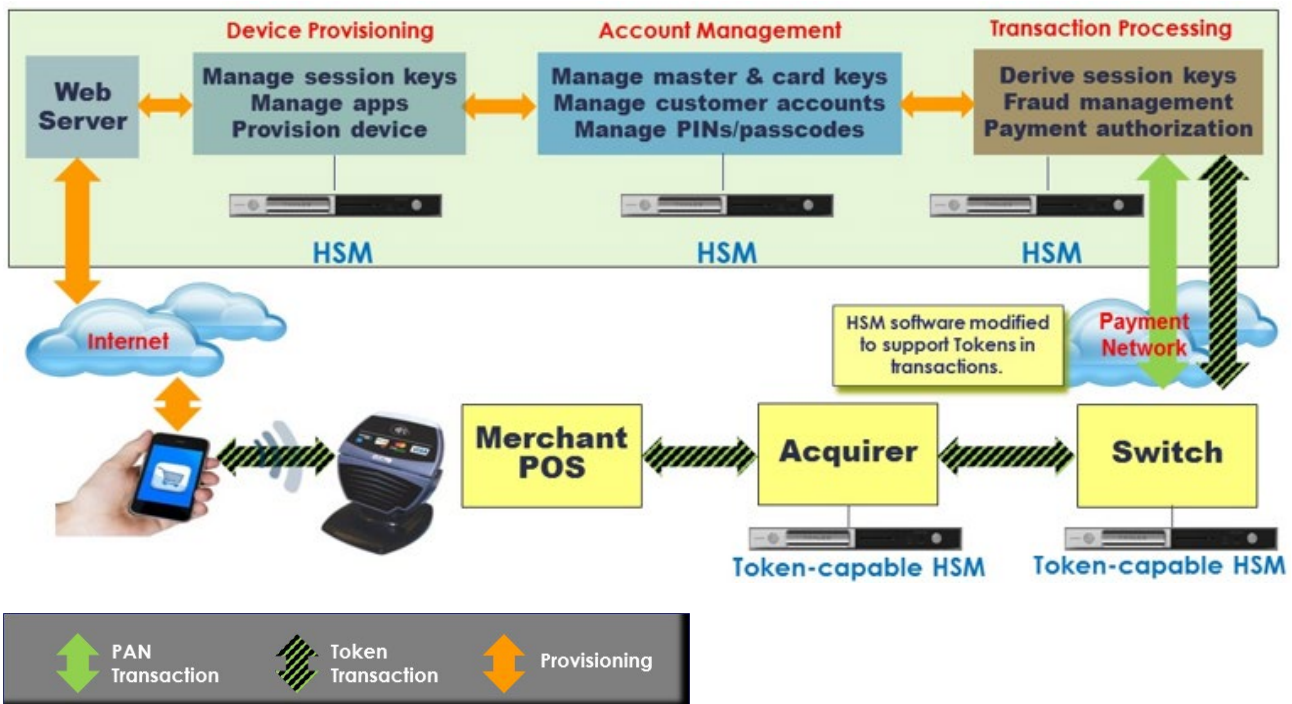 Device Provisioning
Account Management
Transaction Processing
Web
Server
Manage session keys
Manage apps
Provision device
Manage master & card keys
Manage customer accounts
Manage PINs/passcodes
Derive session keys
Fraud management
Payment authorization
HSM
HSM
HSM
Internet
HSM software modified
to support Tokens in
transactions.
Payment
Network
Merchant
POS
Acquirer
Switch
Token-capable HSM
Token-capable HSM
PAN
Transaction
Token
Transaction
Provisioning